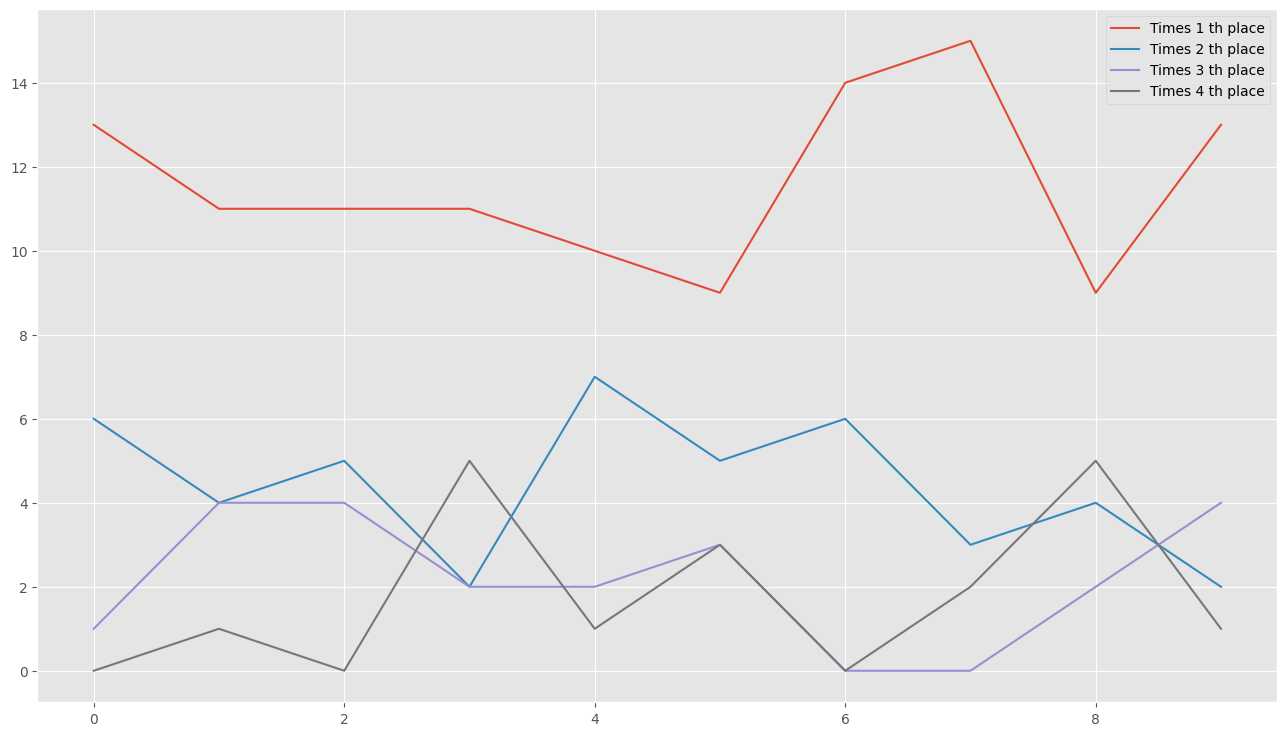 Times 1 th place
Times 2 th place
Times 3 th place
Times 4 th place
14
12
10
8
6
4
2
0
0 2 4 6 8